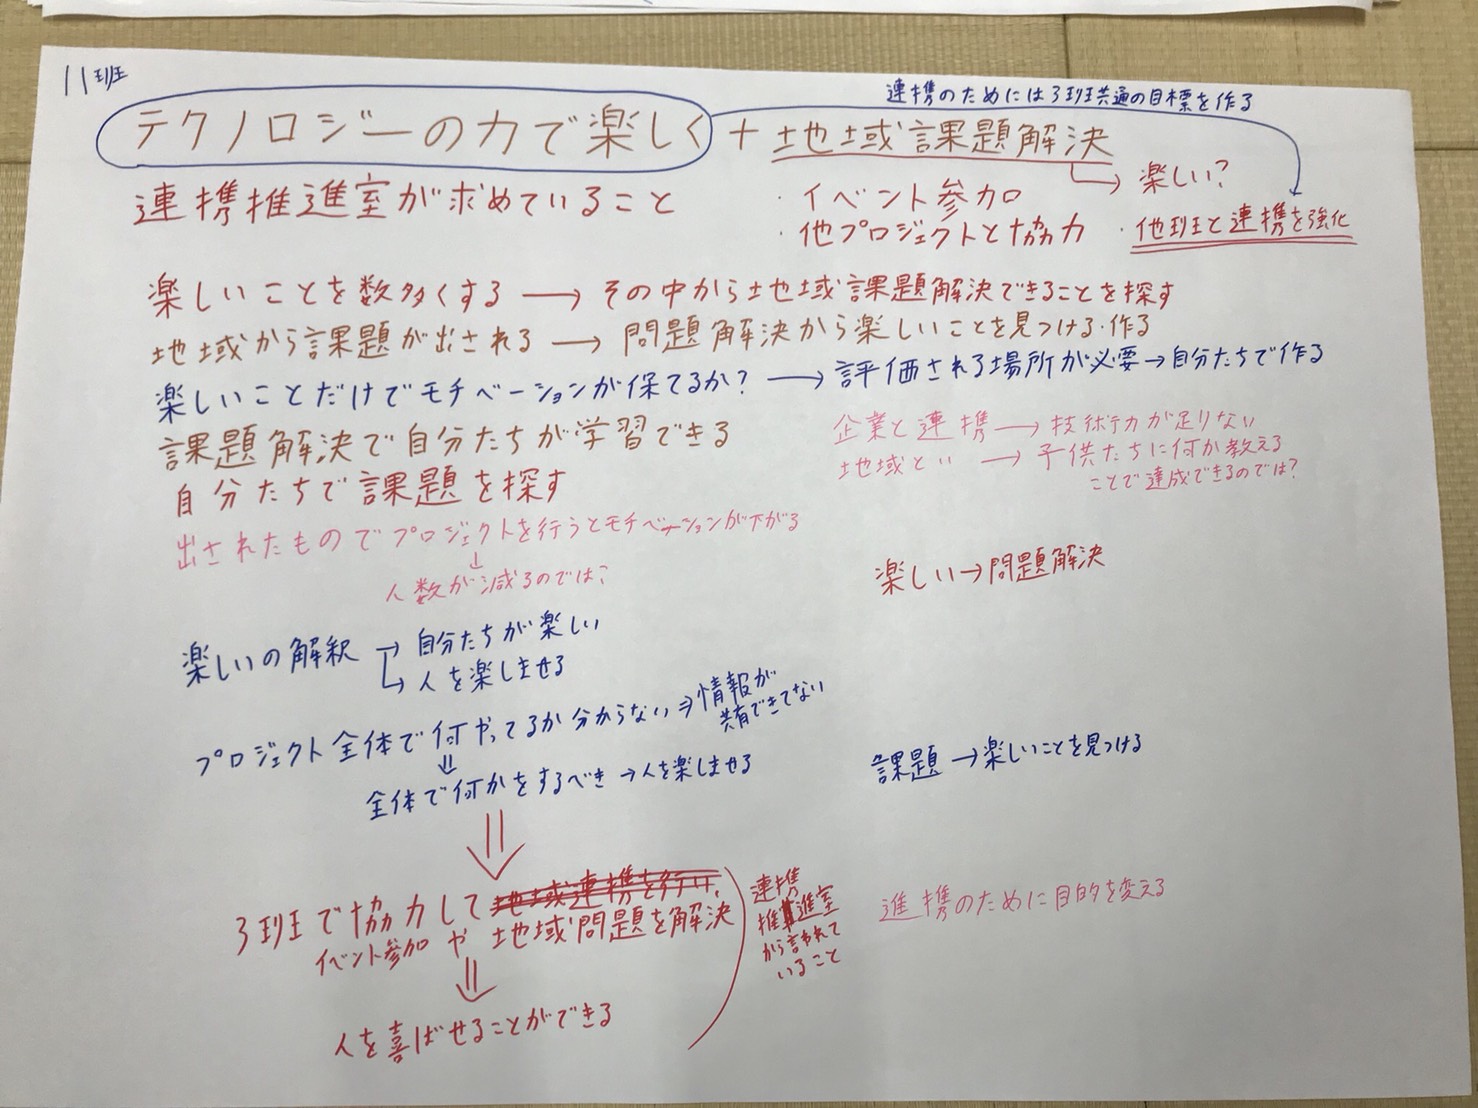 11班
連携のためには3班共通の目標を作る
テクノロジーの力で楽しく + 地域課題解決
→ 楽しい?
連携推進室が求めていること
・イベント参加
・他プロジェクトと協力
・他班と連携を強化
楽しいことを数多くする → その中から地域課題解決できることを探す
地域から課題が出される → 問題解決から楽しいことを見つける・作る
楽しいことだけでモチベーションが保てるか? → 評価される場所が必要→自分たちで作る
課題解決で自分たちが学習できる
企業と連携 → 技術力が足りない
地域と 〃 → 子供たちに何か教える
ことで達成できるのでは?
自分たちで課題を探す
出されたものでプロジェクトを行うとモチベーションが下がる
↓
人数が減るのでは?
楽しい→問題解決
楽しいの解釈 → 自分たちが楽しい
→ 人を楽しませる
プロジェクト全体で何やってるか分からない⇒情報が
共有できてない
⇓
全体で何かをするべき→人を楽しませる
課題→楽しいことを見つける
⇓
3班で協力して 地域連携を行い、
イベント参加 や 地域問題を解決
連携
推進室
から言われて
いること
進携のために目的を変える
⇓
人を喜ばせることができる